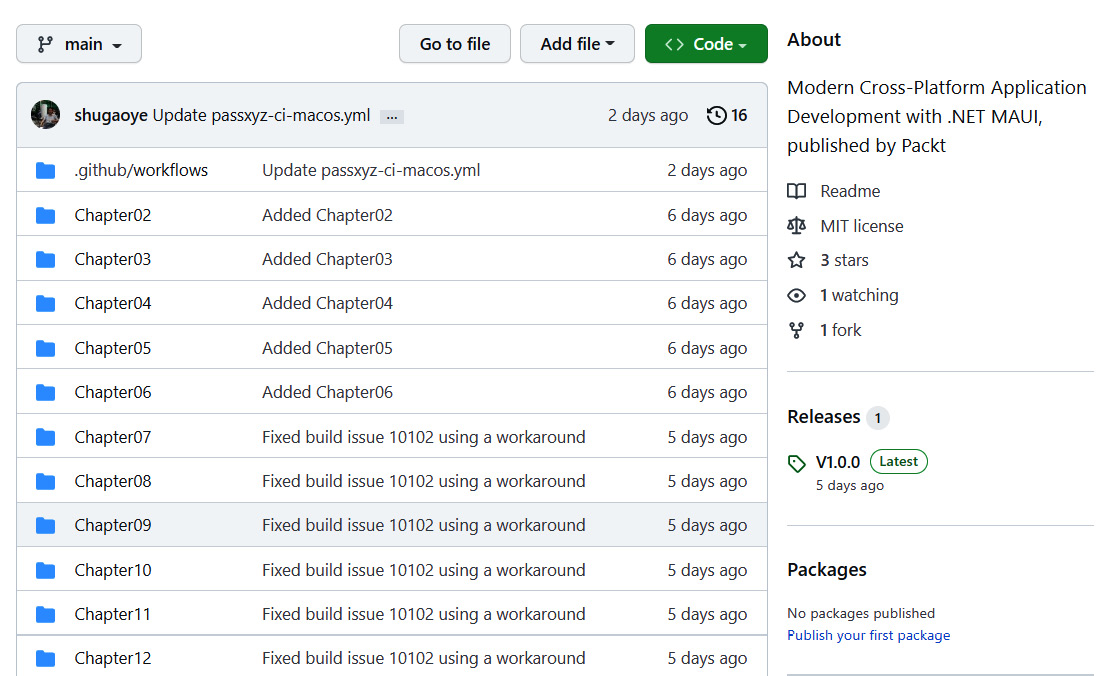 main
Go to file
Add file
Code
shugaoye Update passxyz-ci-macos.yml ... 2 days ago 16
.github/workflows Update passxyz-ci-macos.yml 2 days ago
Chapter02 Added Chapter02 6 days ago
Chapter03 Added Chapter03 6 days ago
Chapter04 Added Chapter04 6 days ago
Chapter05 Added Chapter05 6 days ago
Chapter06 Added Chapter06 6 days ago
Chapter07 Fixed build issue 10102 using a workaround 5 days ago
Chapter08 Fixed build issue 10102 using a workaround 5 days ago
Chapter09 Fixed build issue 10102 using a workaround 5 days ago
Chapter10 Fixed build issue 10102 using a workaround 5 days ago
Chapter11 Fixed build issue 10102 using a workaround 5 days ago
Chapter12 Fixed build issue 10102 using a workaround 5 days ago
About
Modern Cross-Platform Application
Development with .NET MAUI,
published by Packt
Readme
MIT license
3 stars
1 watching
1 fork
Releases 1
V1.0.0 Latest
5 days ago
Packages
No packages published
Publish your first package